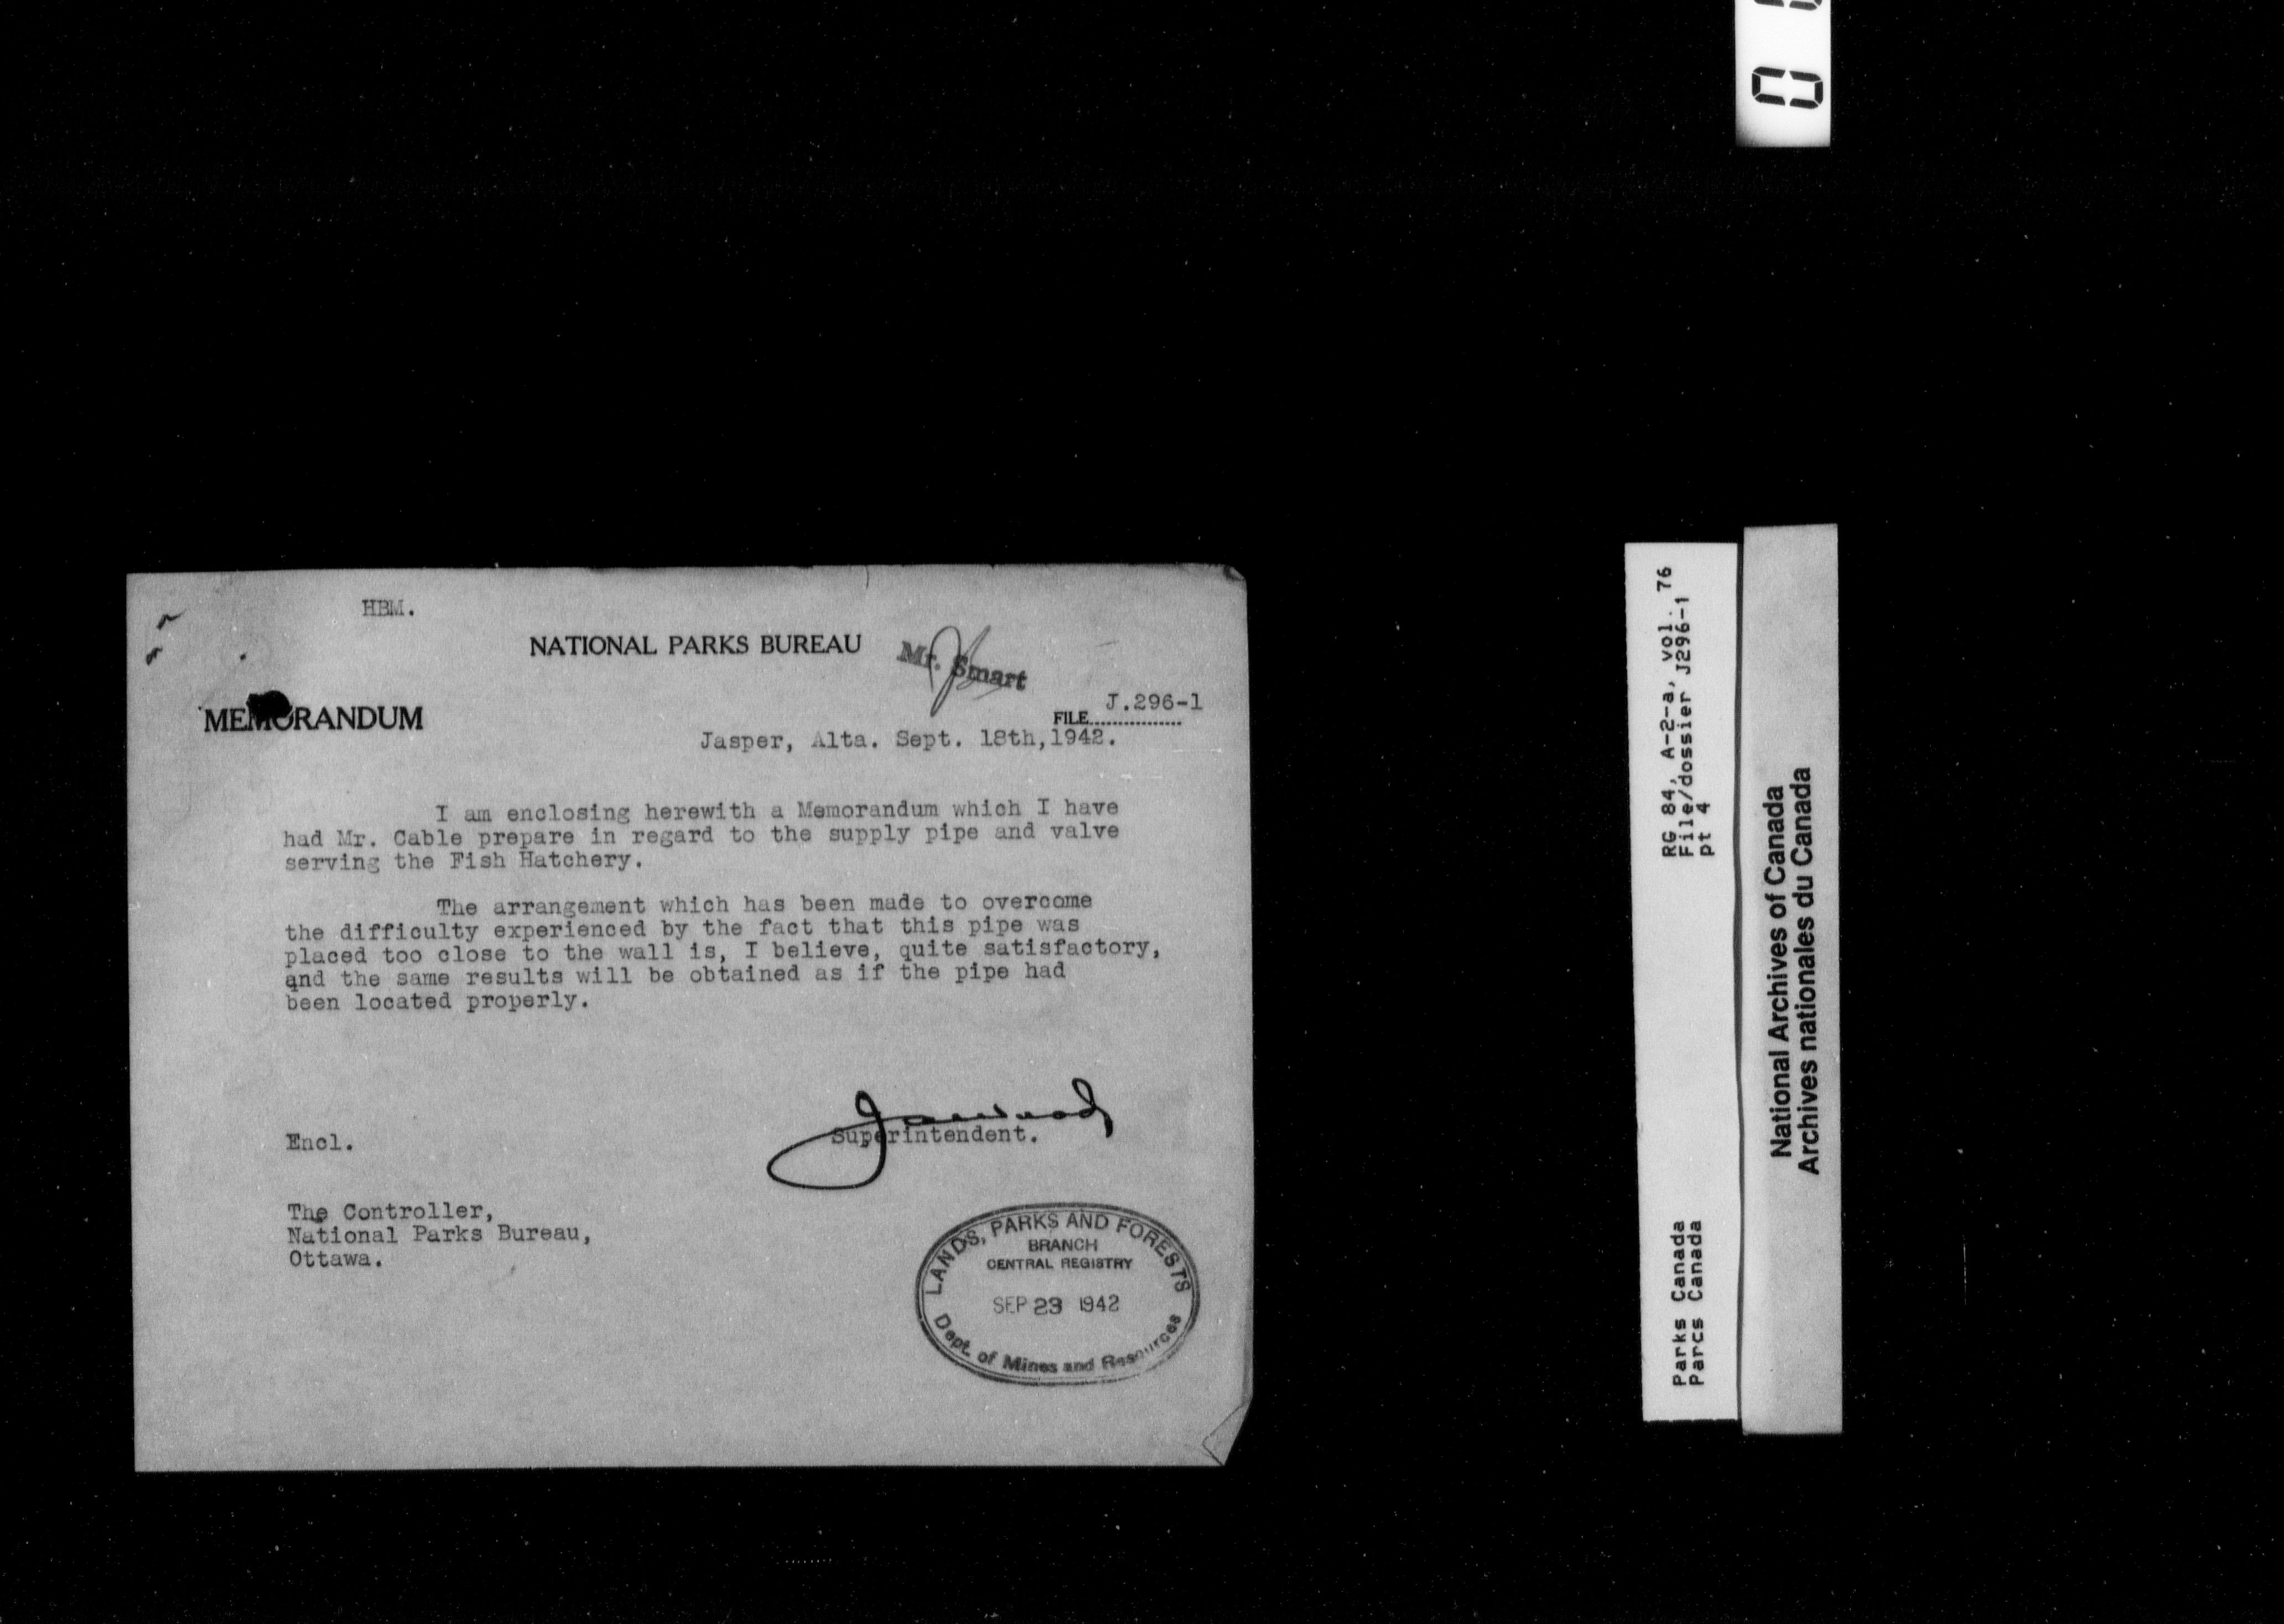 HBM.
NATIONAL PARKS BUREAU
Mr. Smart
MEMORANDUM
J.296-1
FILE................
Jasper, Alta. Sept. 18th,1942.
I am enclosing herewith a Memorandum which I have
had Mr. Cable prepare in regard to the supply pipe and valve
serving the Fish Hatchery.
The arrangement which has been made to overcome
the difficulty experienced by the fact that this pipe was
placed too close to the wall is, I believe, quite satisfactory,
and the same results will be obtained as if the pipe had
been located properly.
Superintendent.
Encl.
The Controller,
National Parks Bureau,
Ottawa.
LANDS, PARKS AND FORESTS
BRANCH
CENTRAL REGISTRY
SEP 23 1942
Dept. of Mines and Resources
RG 84, A-2-a, vol. 76
File/dossier J296-1
pt 4
Parks Canada
Parcs Canada
National Archives of Canada
Archives nationales du Canada
0